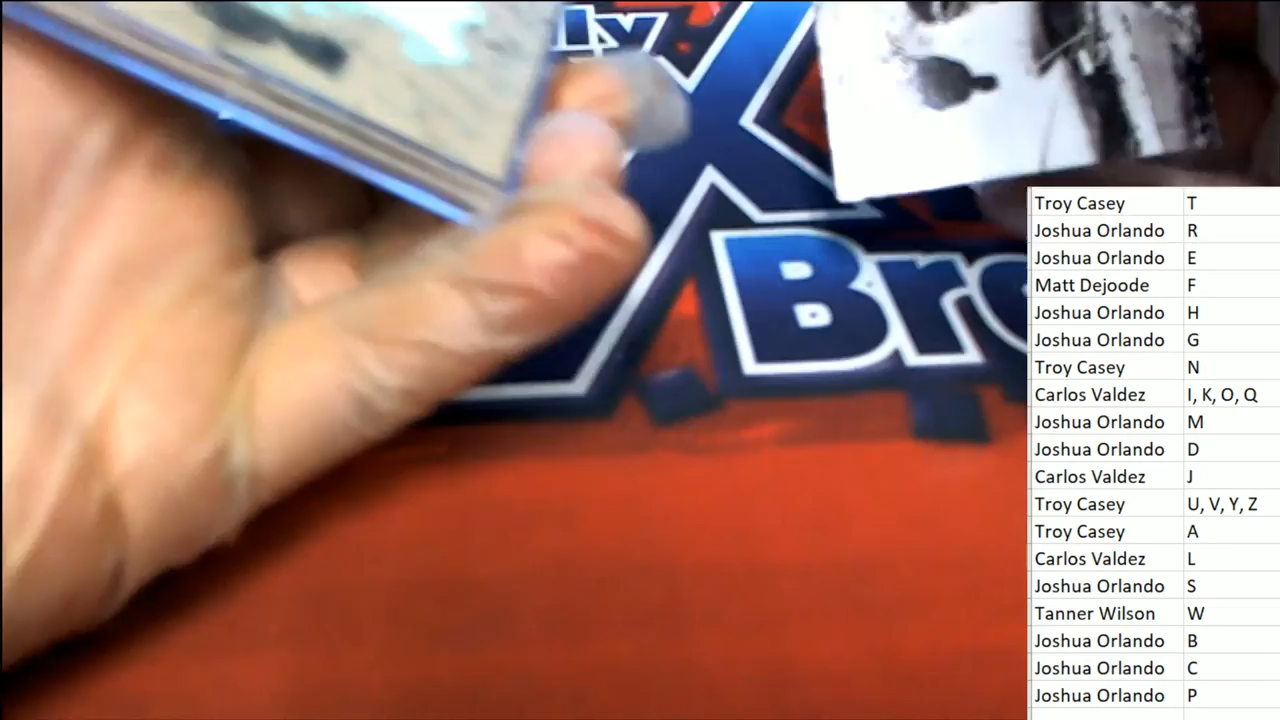 ly
X
Bre
Troy Casey T
Joshua Orlando R
Joshua Orlando E
Matt Dejoode F
Joshua Orlando H
Joshua Orlando G
Troy Casey N
Carlos Valdez I, K, O, Q
Joshua Orlando M
Joshua Orlando D
Carlos Valdez J
Troy Casey U, V, Y, Z
Troy Casey A
Carlos Valdez L
Joshua Orlando S
Tanner Wilson W
Joshua Orlando B
Joshua Orlando C
Joshua Orlando P